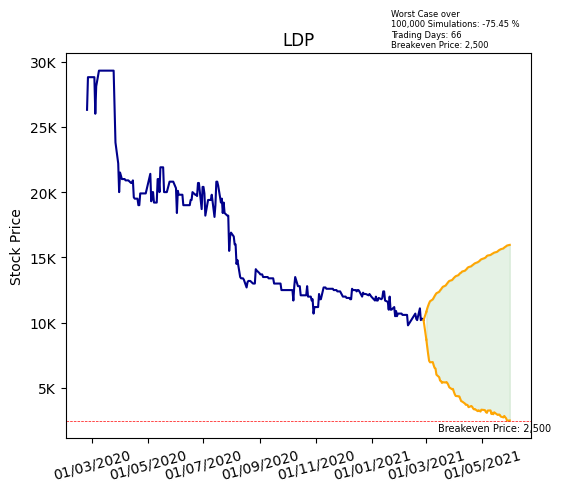 Worst Case over
100,000 Simulations: -75.45 %
Trading Days: 66
Breakeven Price: 2,500
LDP
Stock Price
30K
25K
20K
15K
10K
5K
Breakeven Price: 2,500
01/03/2020
01/05/2020
01/07/2020
01/09/2020
01/11/2020
01/01/2021
01/03/2021
01/05/2021